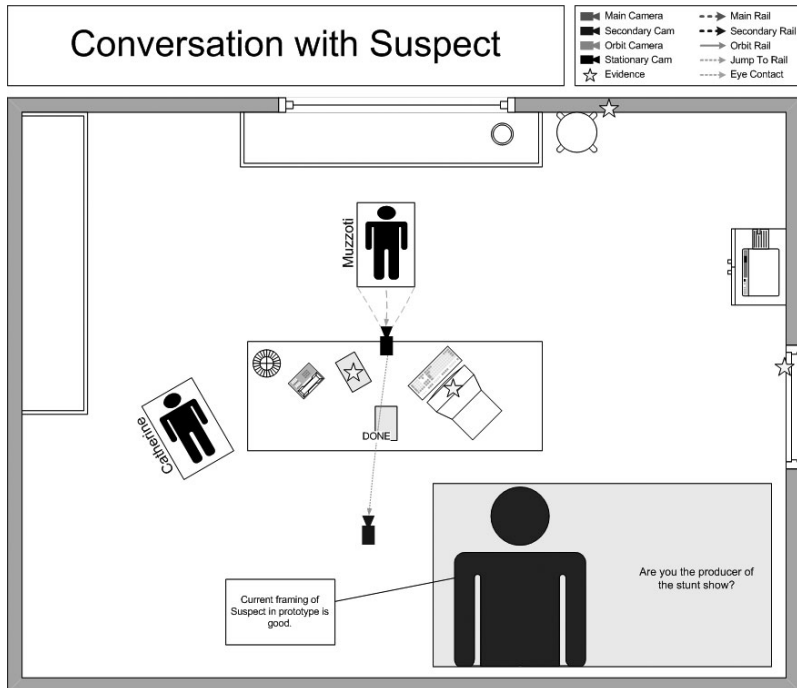 Conversation with Suspect
Main Camera
Secondary Cam
Orbit Camera
Stationary Cam
Evidence
Main Rail
Secondary Rail
Orbit Rail
Jump To Rail
Eye Contact
Muzzoti
Catherine
DONE
Current framing of
Suspect in prototype is
good.
Are you the producer of
the stunt show?